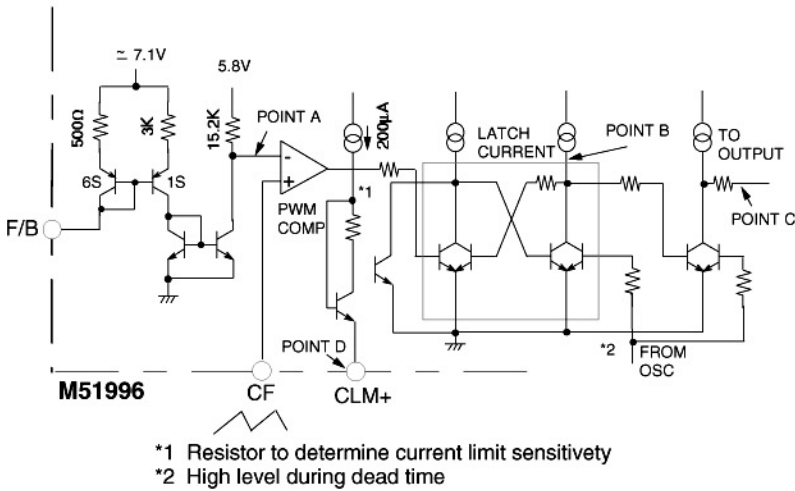 ≃ 7.1V
5.8V
500Ω
3K
15.2K
POINT A
200µA
LATCH
CURRENT
POINT B
TO
OUTPUT
6S
1S
-
+
*1
PWM
COMP
POINT C
F/B
POINT D
*2
FROM
OSC
M51996
CF
CLM+
*1 Resistor to determine current limit sensitivety
*2 High level during dead time